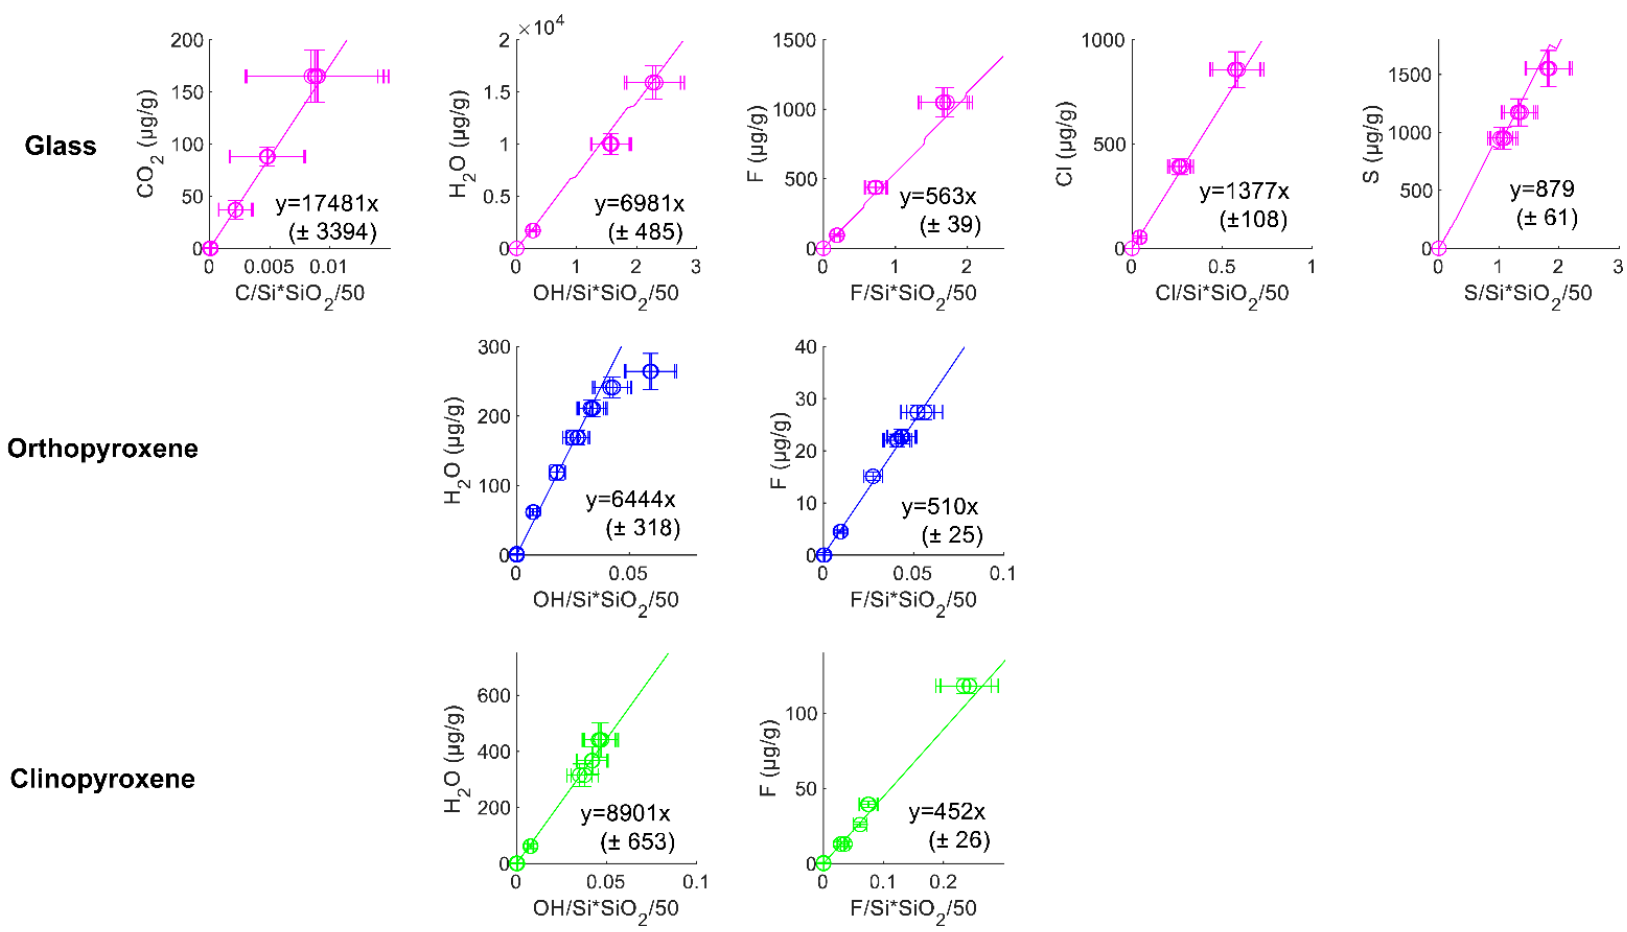 Glass
CO2 (µg/g)
200
150
100
50
0
y=17481x
(± 3394)
0 0.005 0.01
C/Si*SiO2/50
×10^4
H2O (µg/g)
2
1.5
1
0.5
0
y=6981x
(± 485)
0 1 2 3
OH/Si*SiO2/50
F (µg/g)
1500
1000
500
0
y=563x
(± 39)
0 1 2
F/Si*SiO2/50
Cl (µg/g)
1000
500
0
y=1377x
(±108)
0 0.5 1
Cl/Si*SiO2/50
S (µg/g)
1500
1000
500
0
y=879
(± 61)
0 1 2 3
S/Si*SiO2/50
Orthopyroxene
H2O (µg/g)
300
200
100
0
y=6444x
(± 318)
0 0.05
OH/Si*SiO2/50
F (µg/g)
40
30
20
10
0
y=510x
(± 25)
0 0.05 0.1
F/Si*SiO2/50
Clinopyroxene
H2O (µg/g)
600
400
200
0
y=8901x
(± 653)
0 0.05 0.1
OH/Si*SiO2/50
F (µg/g)
100
50
0
y=452x
(± 26)
0 0.1 0.2
F/Si*SiO2/50